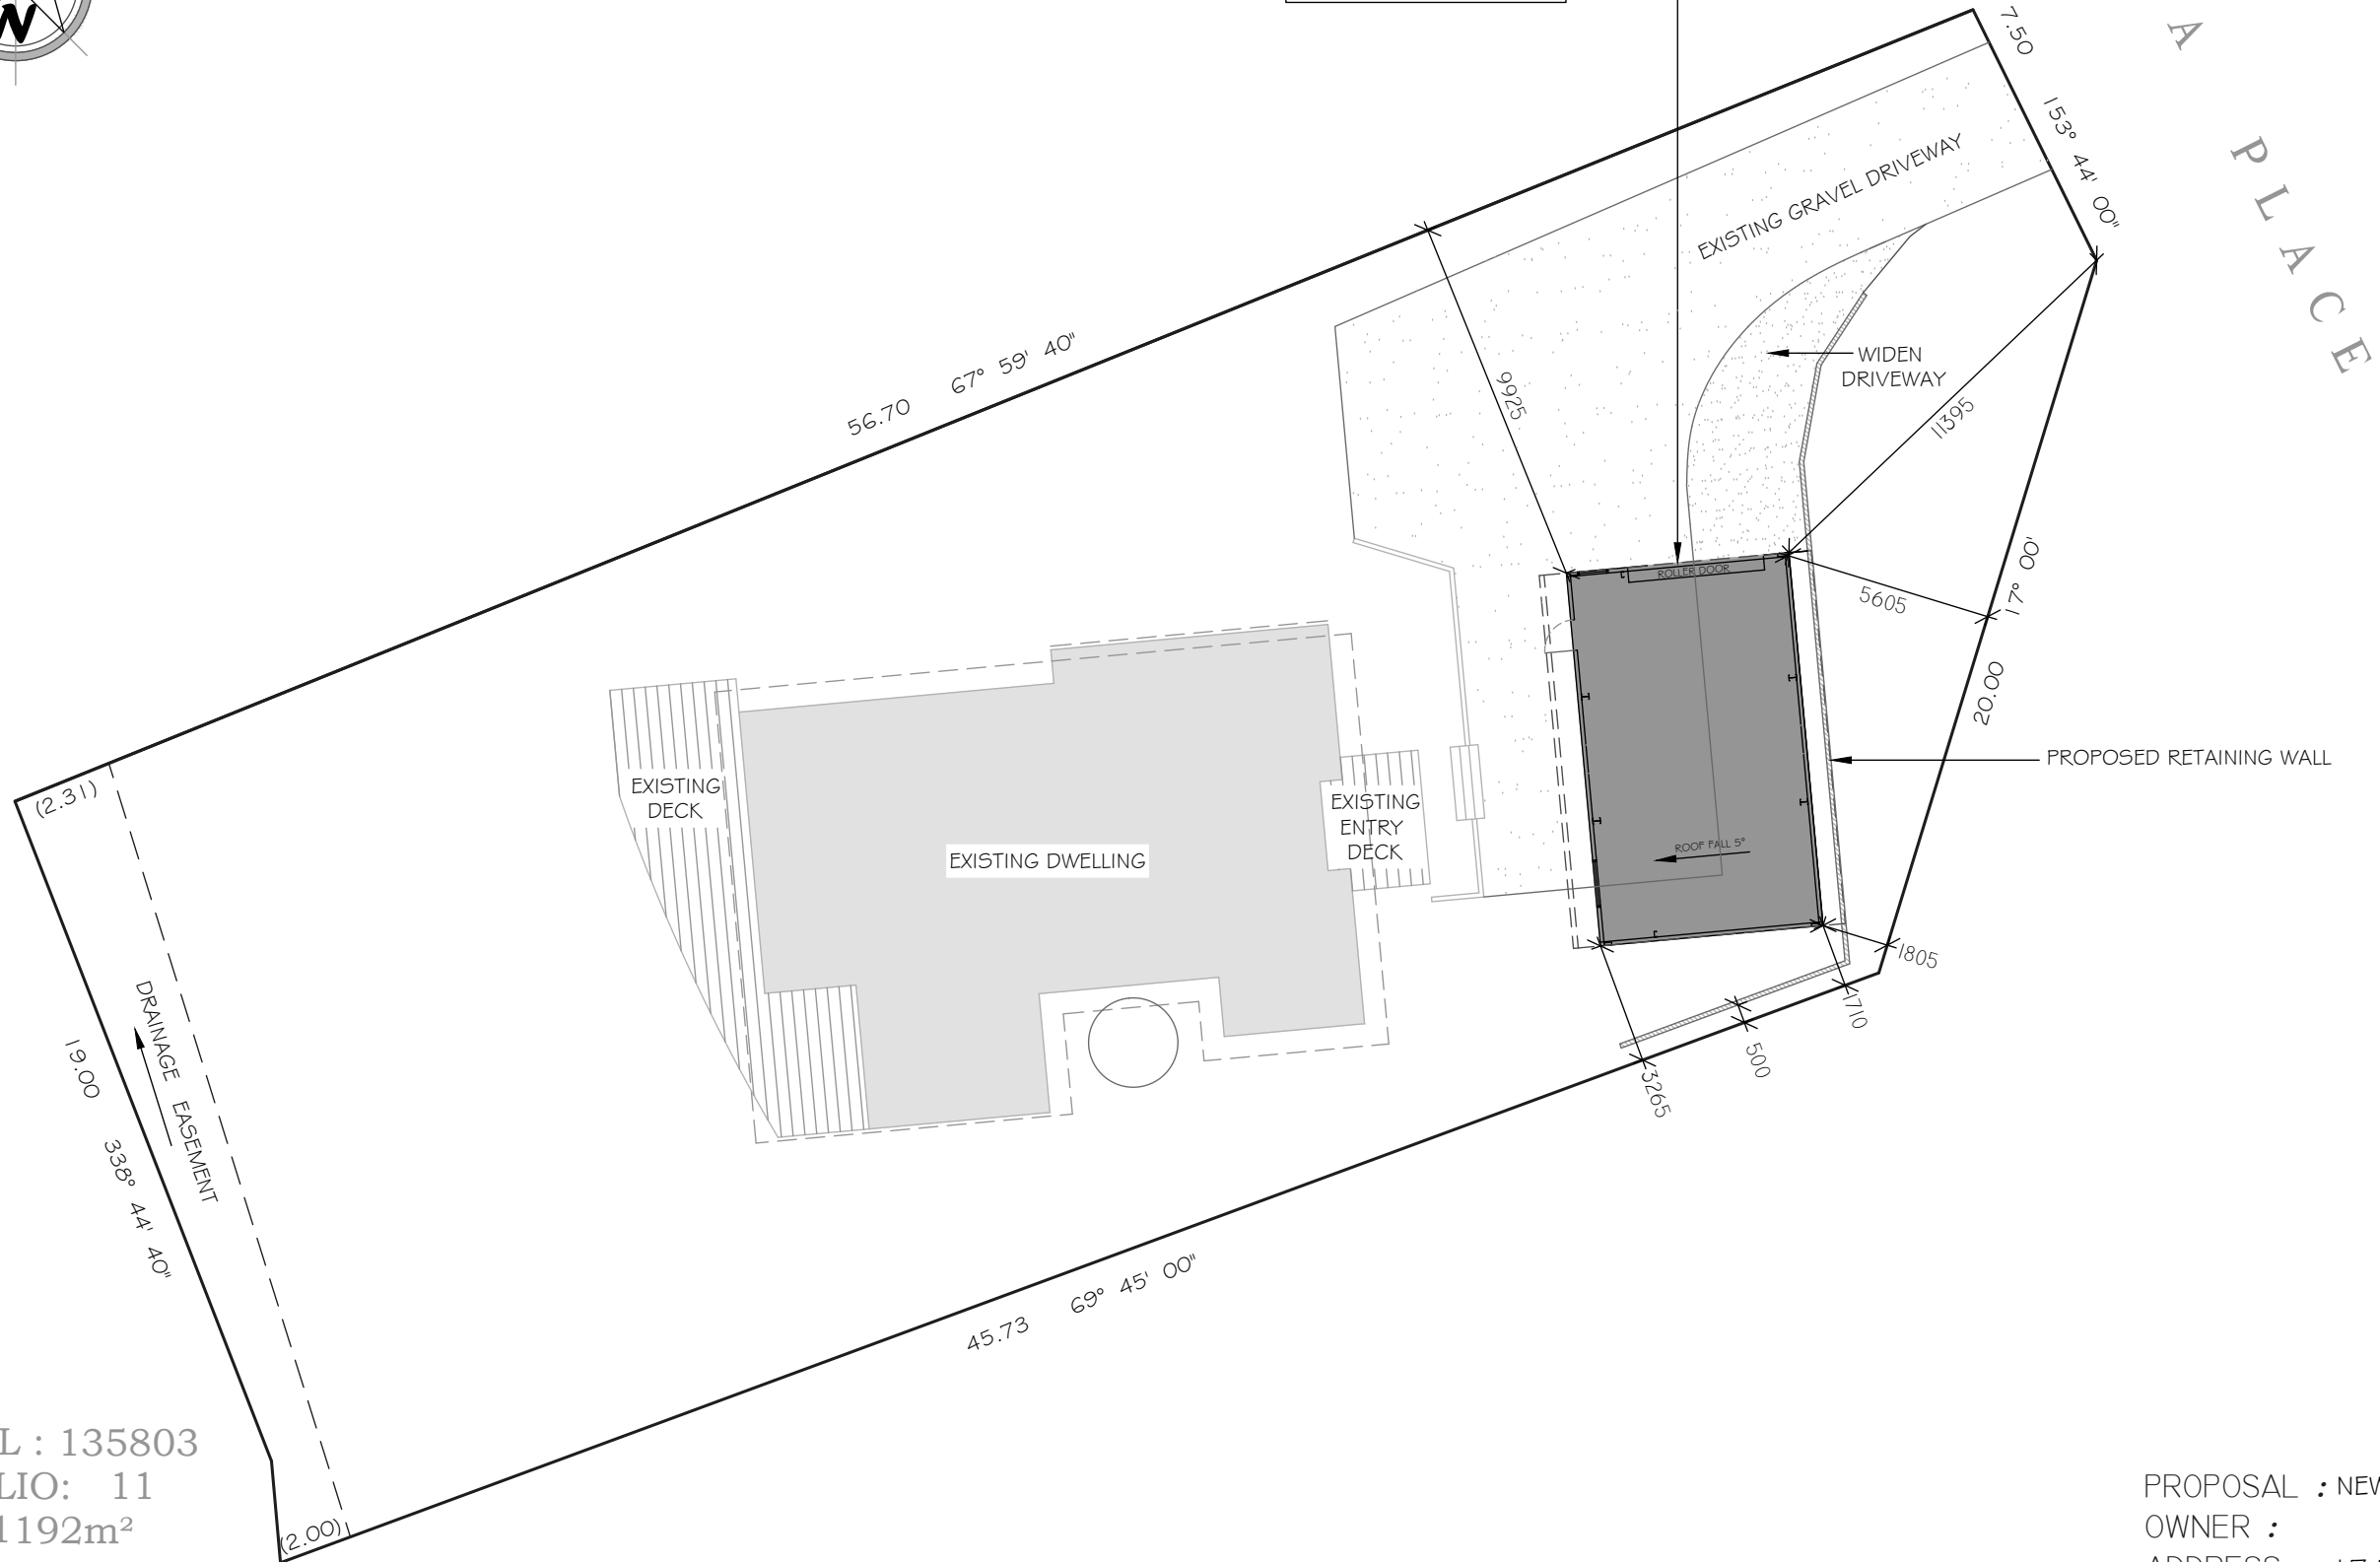 N
A PLACE
7.50 153° 44' 00"
EXISTING GRAVEL DRIVEWAY
WIDEN
DRIVEWAY
56.70 67° 59' 40"
9925
11395
ROLLER DOOR
5605
20.00 17° 00'
PROPOSED RETAINING WALL
(2.31)
EXISTING
DECK
EXISTING
ENTRY
DECK
EXISTING DWELLING
ROOF FALL 5°
1805
1710
500
3265
DRAINAGE EASEMENT
19.00 338° 44' 40"
45.73 69° 45' 00"
L : 135803
LIO: 11
1192m²
(2.00)
PROPOSAL : NEW
OWNER :